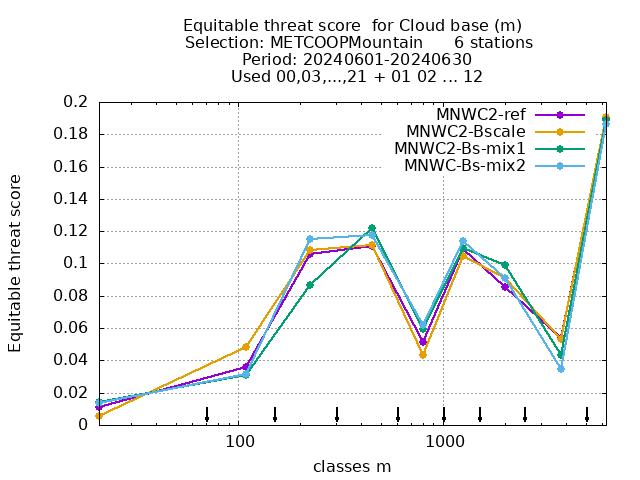 Equitable threat score  for Cloud base (m)
Selection: METCOOPMountain      6 stations
Period: 20240601-20240630
Used 00,03,...,21 + 01 02 ... 12
MNWC2-ref
MNWC2-Bscale
MNWC2-Bs-mix1
MNWC-Bs-mix2
Equitable threat score
0.2
0.18
0.16
0.14
0.12
0.1
0.08
0.06
0.04
0.02
0
100
1000
classes m